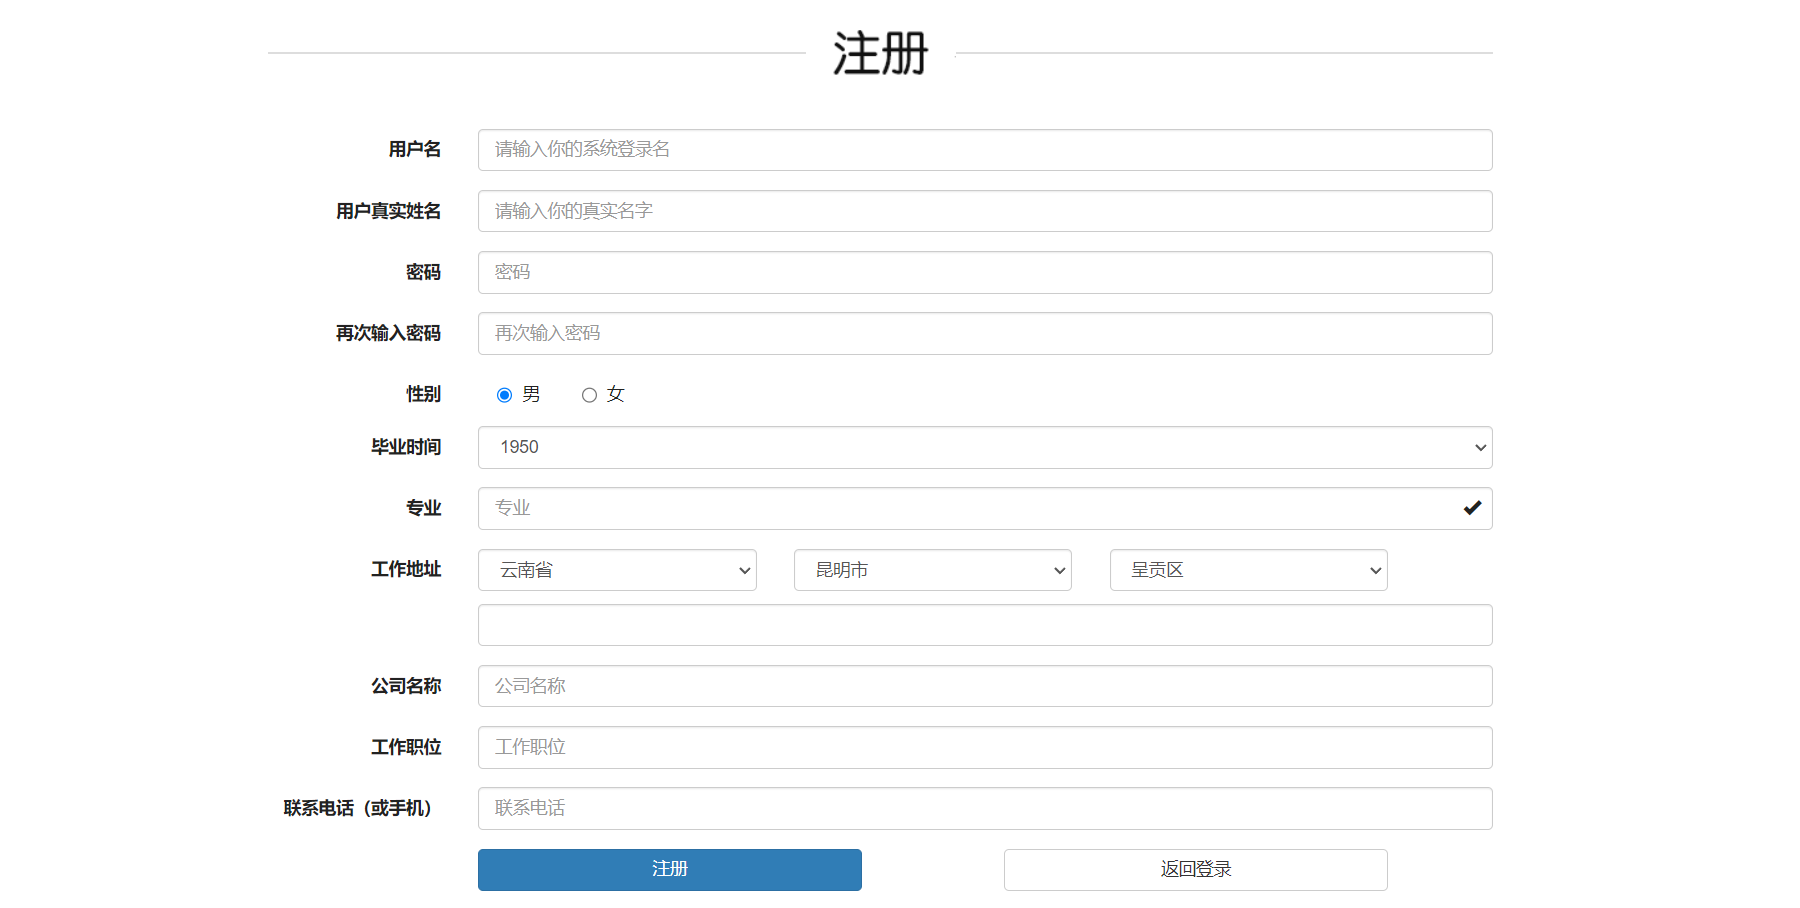 注册
用户名 请输入你的系统登录名
用户真实姓名 请输入你的真实名字
密码 密码
再次输入密码 再次输入密码
性别 男 女
毕业时间 1950
专业 专业
工作地址 云南省 昆明市 呈贡区
公司名称 公司名称
工作职位 工作职位
联系电话（或手机） 联系电话
注册 返回登录